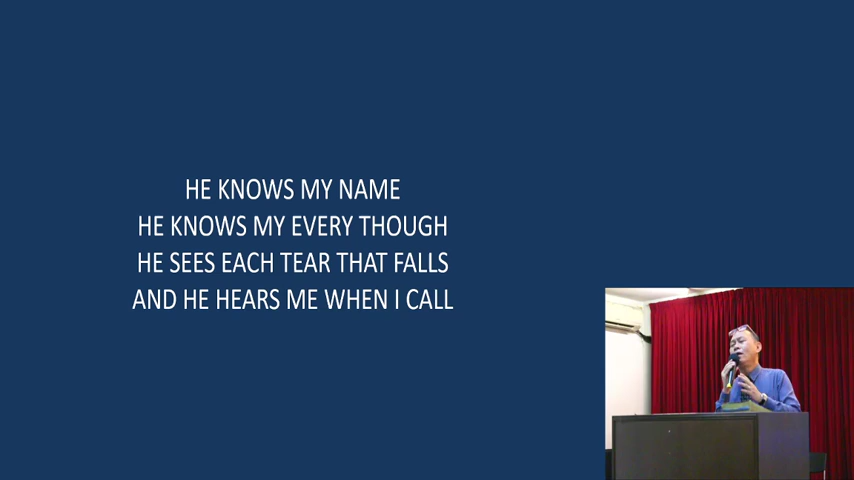 HE KNOWS MY NAME
HE KNOWS MY EVERY THOUGH
HE SEES EACH TEAR THAT FALLS
AND HE HEARS ME WHEN I CALL